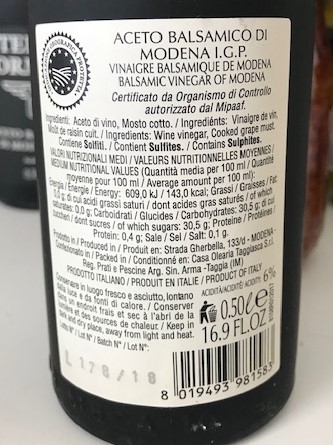 ACETO BALSAMICO DI
MODENA I.G.P.
VINAIGRE BALSAMIQUE DE MODENA
BALSAMIC VINEGAR OF MODENA
Certificato da Organismo di Controllo
autorizzato dal Mipaaf.
Ingredienti: Aceto di vino, Mosto cotto. / Ingrédiénts: Vinaigre de vin,
Moût de raisin cuit. / Ingredients: Wine vinegar, Cooked grape must.
Contiene Solfiti. / Contient Sulfites. / Contains Sulphites.
VALORI NUTRIZIONALI MEDI / VALEURS NUTRITIONNELLES MOYENNES /
MEDIUM NUTRITIONAL VALUES (Quantità media per 100 ml / Quantité
moyenne pour 100 ml / Average amount per 100 ml):
Energia / Énergie / Energy: 609,0 kJ / 143,0 kcal; Grassi / Graisses / Fat:
di cui acidi grassi saturi / dont acides gras saturés / of which
0,0 g; Carboidrati / Glucides / Carbohydrates: 30,5 g; di cui
zuccheri / dont sucres / of which sugars: 30,5 g; Proteine / Protéines /
Protein: 0,4 g; Sale / Sel / Salt: 0,1 g.
Prodotto in / Produced in / Produit en: Strada Gherbella, 133/d - MODENA -
Confezionato in / Packed in / Conditionné en: Casa Olearia Taggiasca S.r.l.
Reg. Prati e Pescine Arg. Sin. Arma -Taggia (IM)
PRODOTTO ITALIANO / PRODUIT EN ITALIE / PRODUCT OF ITALY
Conservare in luogo fresco e asciutto, lontano
da luce e da fonti di calore. / Conserver
dans un endroit frais et sec à l'abri de la
lumière et des sources de chaleur. / Keep in
dark and dry place, away from light and heat.
Lotto N° / Lot N° / Batch N° / Lot N°:
L 178/18
ACIDITÀ/ACIDITÉ/ ACIDITY: 6%
0.50 l e
16.9 FL.OZ
8 019493 981583